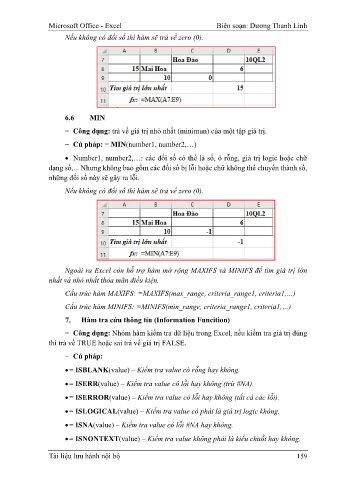 Microsoft Office - Excel Biên soạn: Dương Thanh Linh
Nếu không có đối số thì hàm sẽ trả về zero (0).
A B C D E
7 Hoa Đào 10QL2
8 15 Mai Hoa 6
9 10 0
10 Tìm giá trị lớn nhất 15
11 fx: =MAX(A7:E9)
6.6 MIN
− Công dụng: trả về giá trị nhỏ nhất (minimun) của một tập giá trị.
− Cú pháp: = MIN(number1, number2,…)
• Number1, number2,…: các đối số có thể là số, ô rỗng, giá trị logic hoặc chữ
dạng số,... Nhưng không bao gồm các đối số bị lỗi hoặc chữ không thể chuyển thành số,
những đối số này sẽ gây ra lỗi.
Nếu không có đối số thì hàm sẽ trả về zero (0).
A B C D E
7 Hoa Đào 10QL2
8 15 Mai Hoa 6
9 10 -1
10 Tìm giá trị lớn nhất -1
11 fx: =MIN(A7:E9)
Ngoài ra Excel còn hỗ trợ hàm mở rộng MAXIFS và MINIFS để tìm giá trị lớn
nhất và nhỏ nhất thỏa mãn điều kiện.
Cấu trúc hàm MAXIFS: =MAXIFS(max_range, criteria_range1, criteria1,…)
Cấu trúc hàm MINIFS: =MINIFS(min_range, criteria_range1, criteria1,…)
7. Hàm tra cứu thông tin (Information Funcition)
− Công dụng: Nhóm hàm kiểm tra dữ liệu trong Excel, nếu kiểm tra giá trị đúng
thì trả về TRUE hoặc sai trả về giá trị FALSE.
− Cú pháp:
• = ISBLANK(value) – Kiểm tra value có rỗng hay không.
• = ISERR(value) – Kiểm tra value có lỗi hay không (trừ #NA).
• = ISERROR(value) – Kiểm tra value có lỗi hay không (tất cả các lỗi).
• = ISLOGICAL(value) – Kiểm tra value có phải là giá trị logic không.
• = ISNA(value) – Kiểm tra value có lỗi #NA hay không.
• = ISNONTEXT(value) – Kiểm tra value không phải là kiểu chuỗi hay không.
Tài liệu lưu hành nội bộ 159